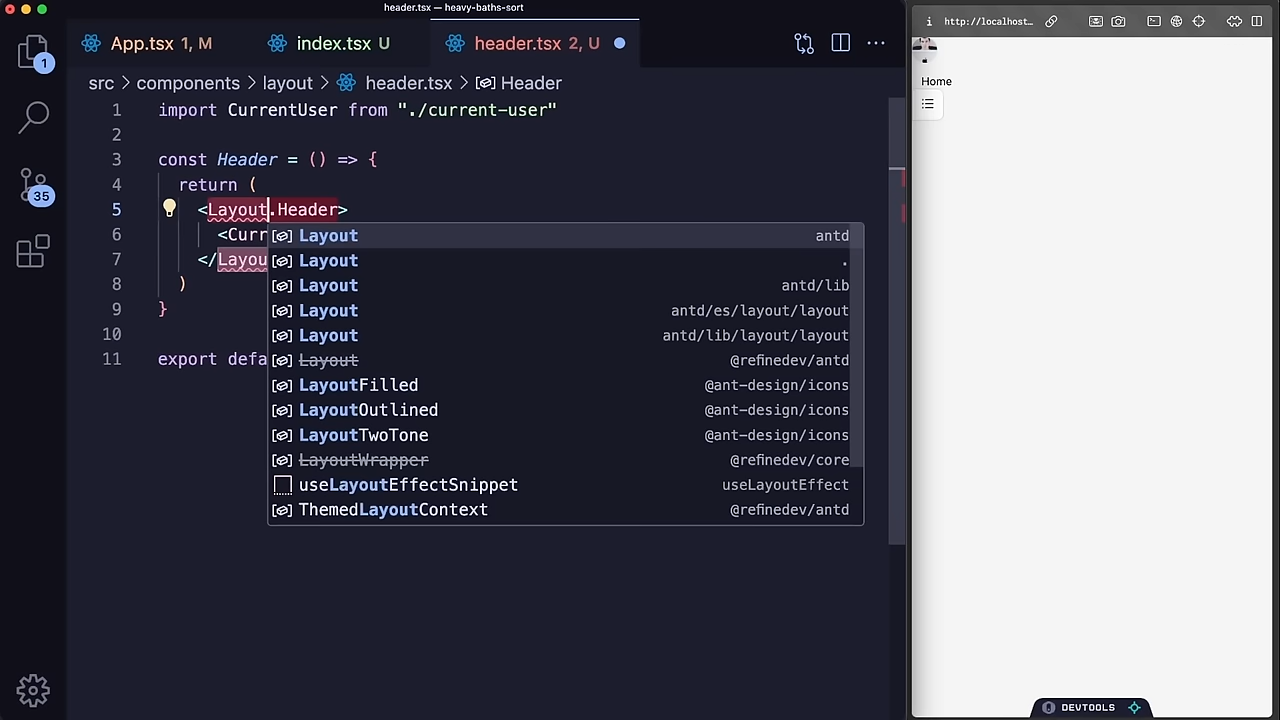 header.tsx — heavy-baths-sort
App.tsx 1, M
index.tsx U
header.tsx 2, U
src > components > layout > header.tsx > Header
1 import CurrentUser from "./current-user"
2
3 const Header = () => {
4 return (
5 <Layout.Header>
6 <Curr
7 </Layou
8 )
9 }
10
11 export defa
Layout antd
Layout .
Layout antd/lib
Layout antd/es/layout/layout
Layout antd/lib/layout/layout
Layout @refinedev/antd
LayoutFilled @ant-design/icons
LayoutOutlined @ant-design/icons
LayoutTwoTone @ant-design/icons
LayoutWrapper @refinedev/core
useLayoutEffectSnippet useLayoutEffect
ThemedLayoutContext @refinedev/antd
1
35
http://localhost…
Home
DEVTOOLS